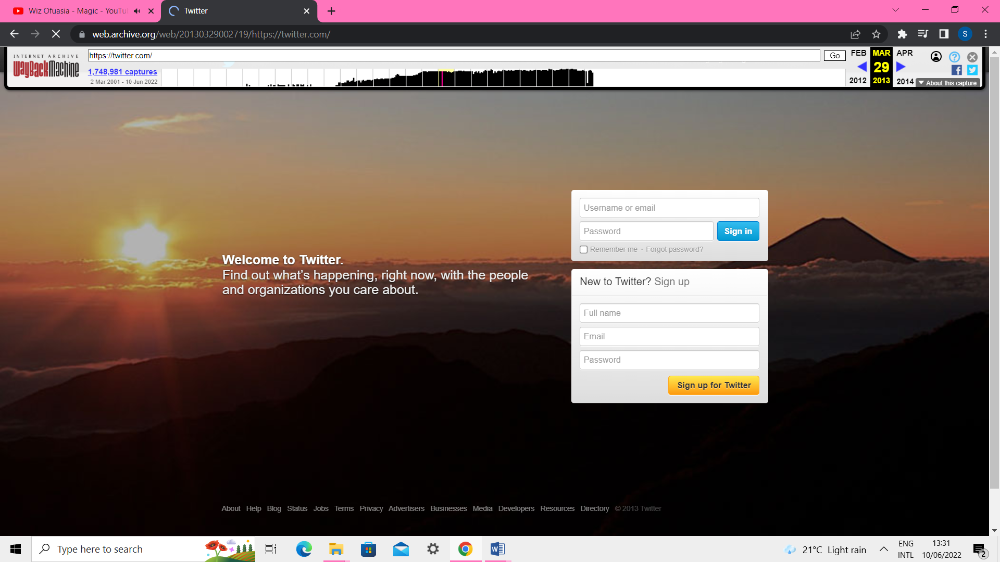 Wiz Ofuasia - Magic - YouTu
Twitter
web.archive.org/web/20130329002719/https://twitter.com/
S
INTERNET ARCHIVE
WayBackMachine
https://twitter.com/
Go
1,748,981 captures
2 Mar 2001 - 10 Jun 2022
FEB MAR APR
29
2012 2013 2014
?
About this capture
Username or email
Password
Sign in
Remember me · Forgot password?
Welcome to Twitter.
Find out what’s happening, right now, with the people
and organizations you care about.
New to Twitter? Sign up
Full name
Email
Password
Sign up for Twitter
About Help Blog Status Jobs Terms Privacy Advertisers Businesses Media Developers Resources Directory © 2013 Twitter
Type here to search
21°C Light rain
ENG
INTL
13:31
10/06/2022
2